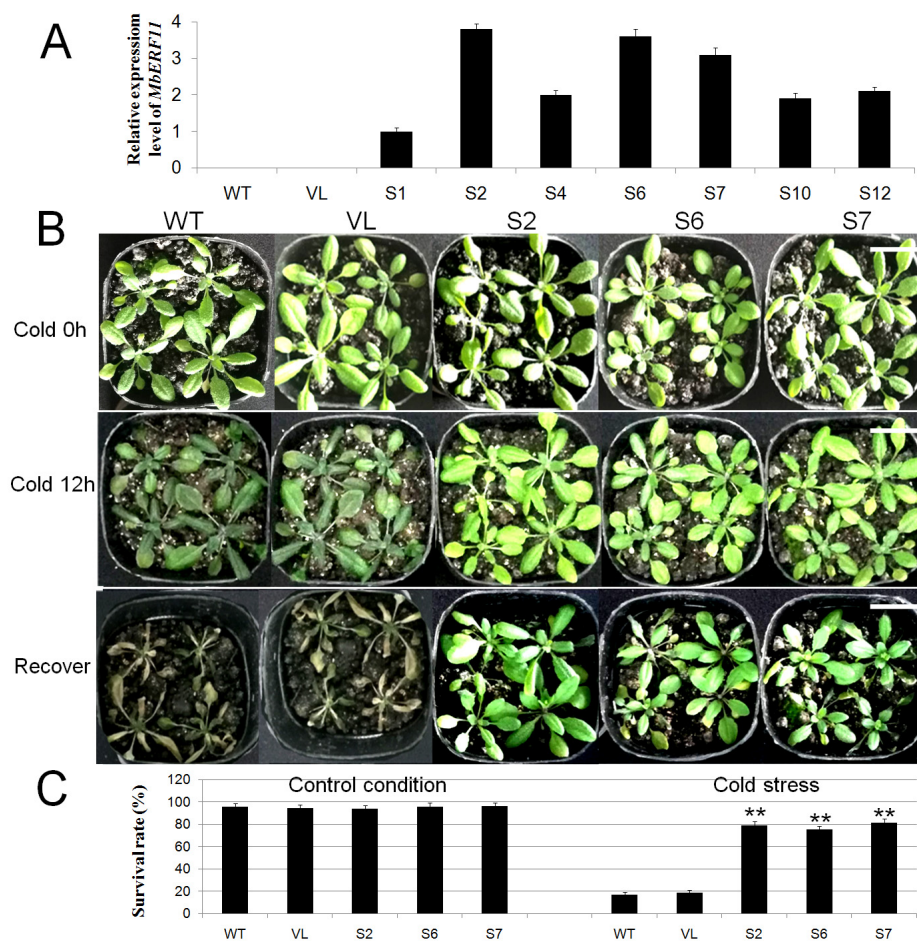 A
Relative expressiom
level of MbERF11
4
3
2
1
0
WT VL S1 S2 S4 S6 S7 S10 S12
B
WT VL S2 S6 S7
Cold 0h
Cold 12h
Recover
C
Survival rate (%)
120
100
80
60
40
20
0
Control condition Cold stress
** ** **
WT VL S2 S6 S7 WT VL S2 S6 S7